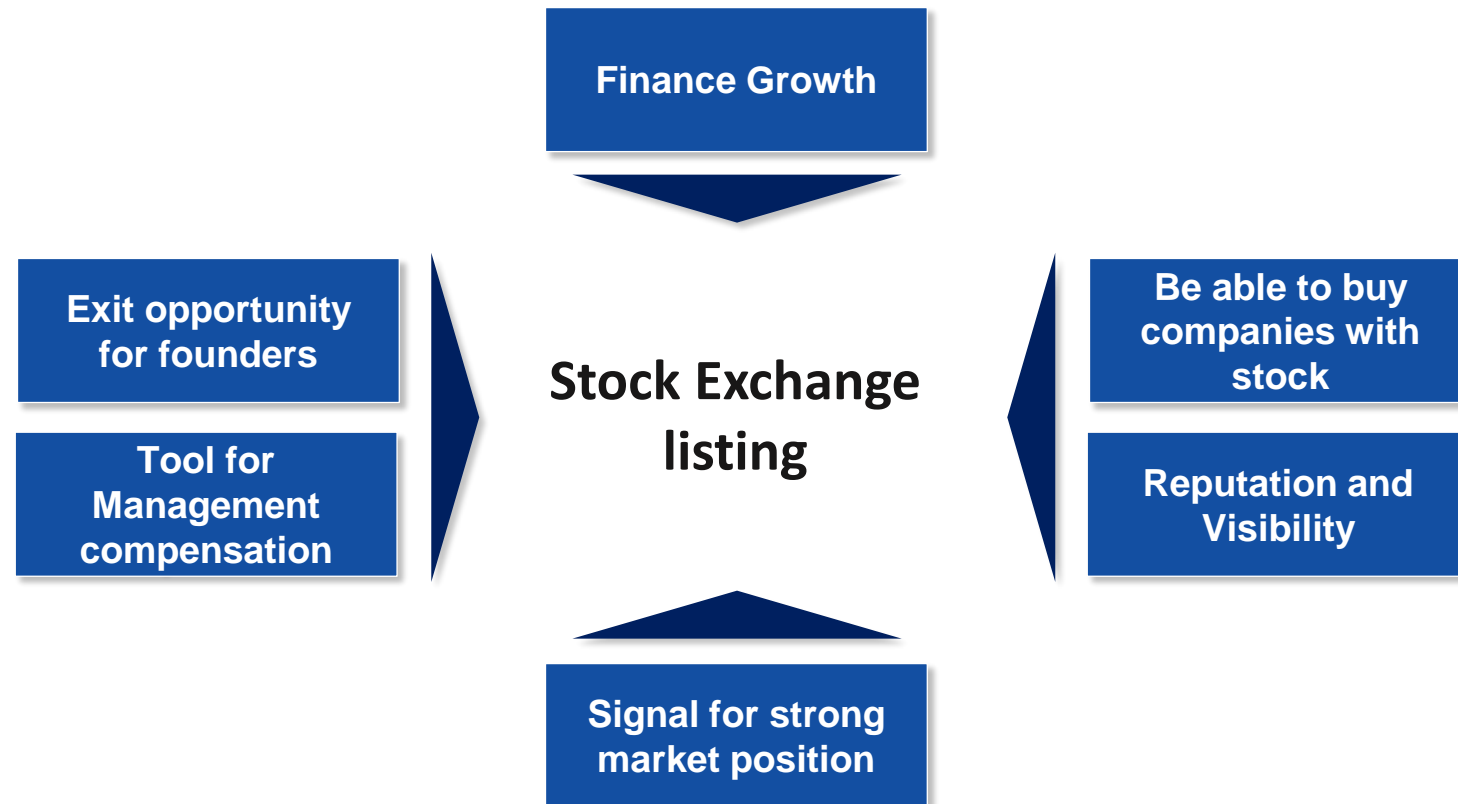 Finance Growth
Exit opportunity
for founders
Tool for
Management
compensation
Stock Exchange
listing
Be able to buy
companies with
stock
Reputation and
Visibility
Signal for strong
market position